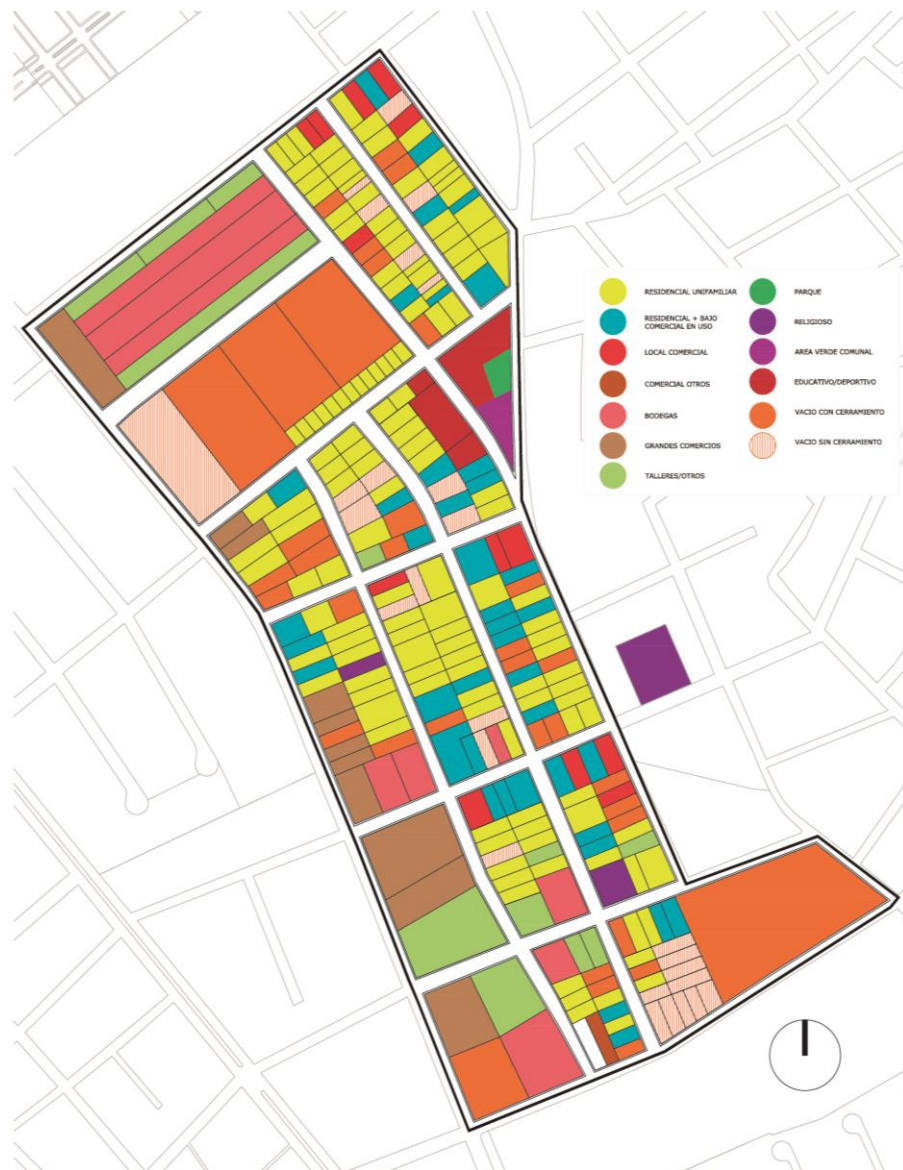 RESIDENCIAL UNIFAMILIAR
RESIDENCIAL + BAJO
COMERCIAL EN USO
LOCAL COMERCIAL
COMERCIAL OTROS
BODEGAS
GRANDES COMERCIOS
TALLERES/OTROS
PARQUE
RELIGIOSO
AREA VERDE COMUNAL
EDUCATIVO/DEPORTIVO
VACIO CON CERRAMIENTO
VACIO SIN CERRAMIENTO